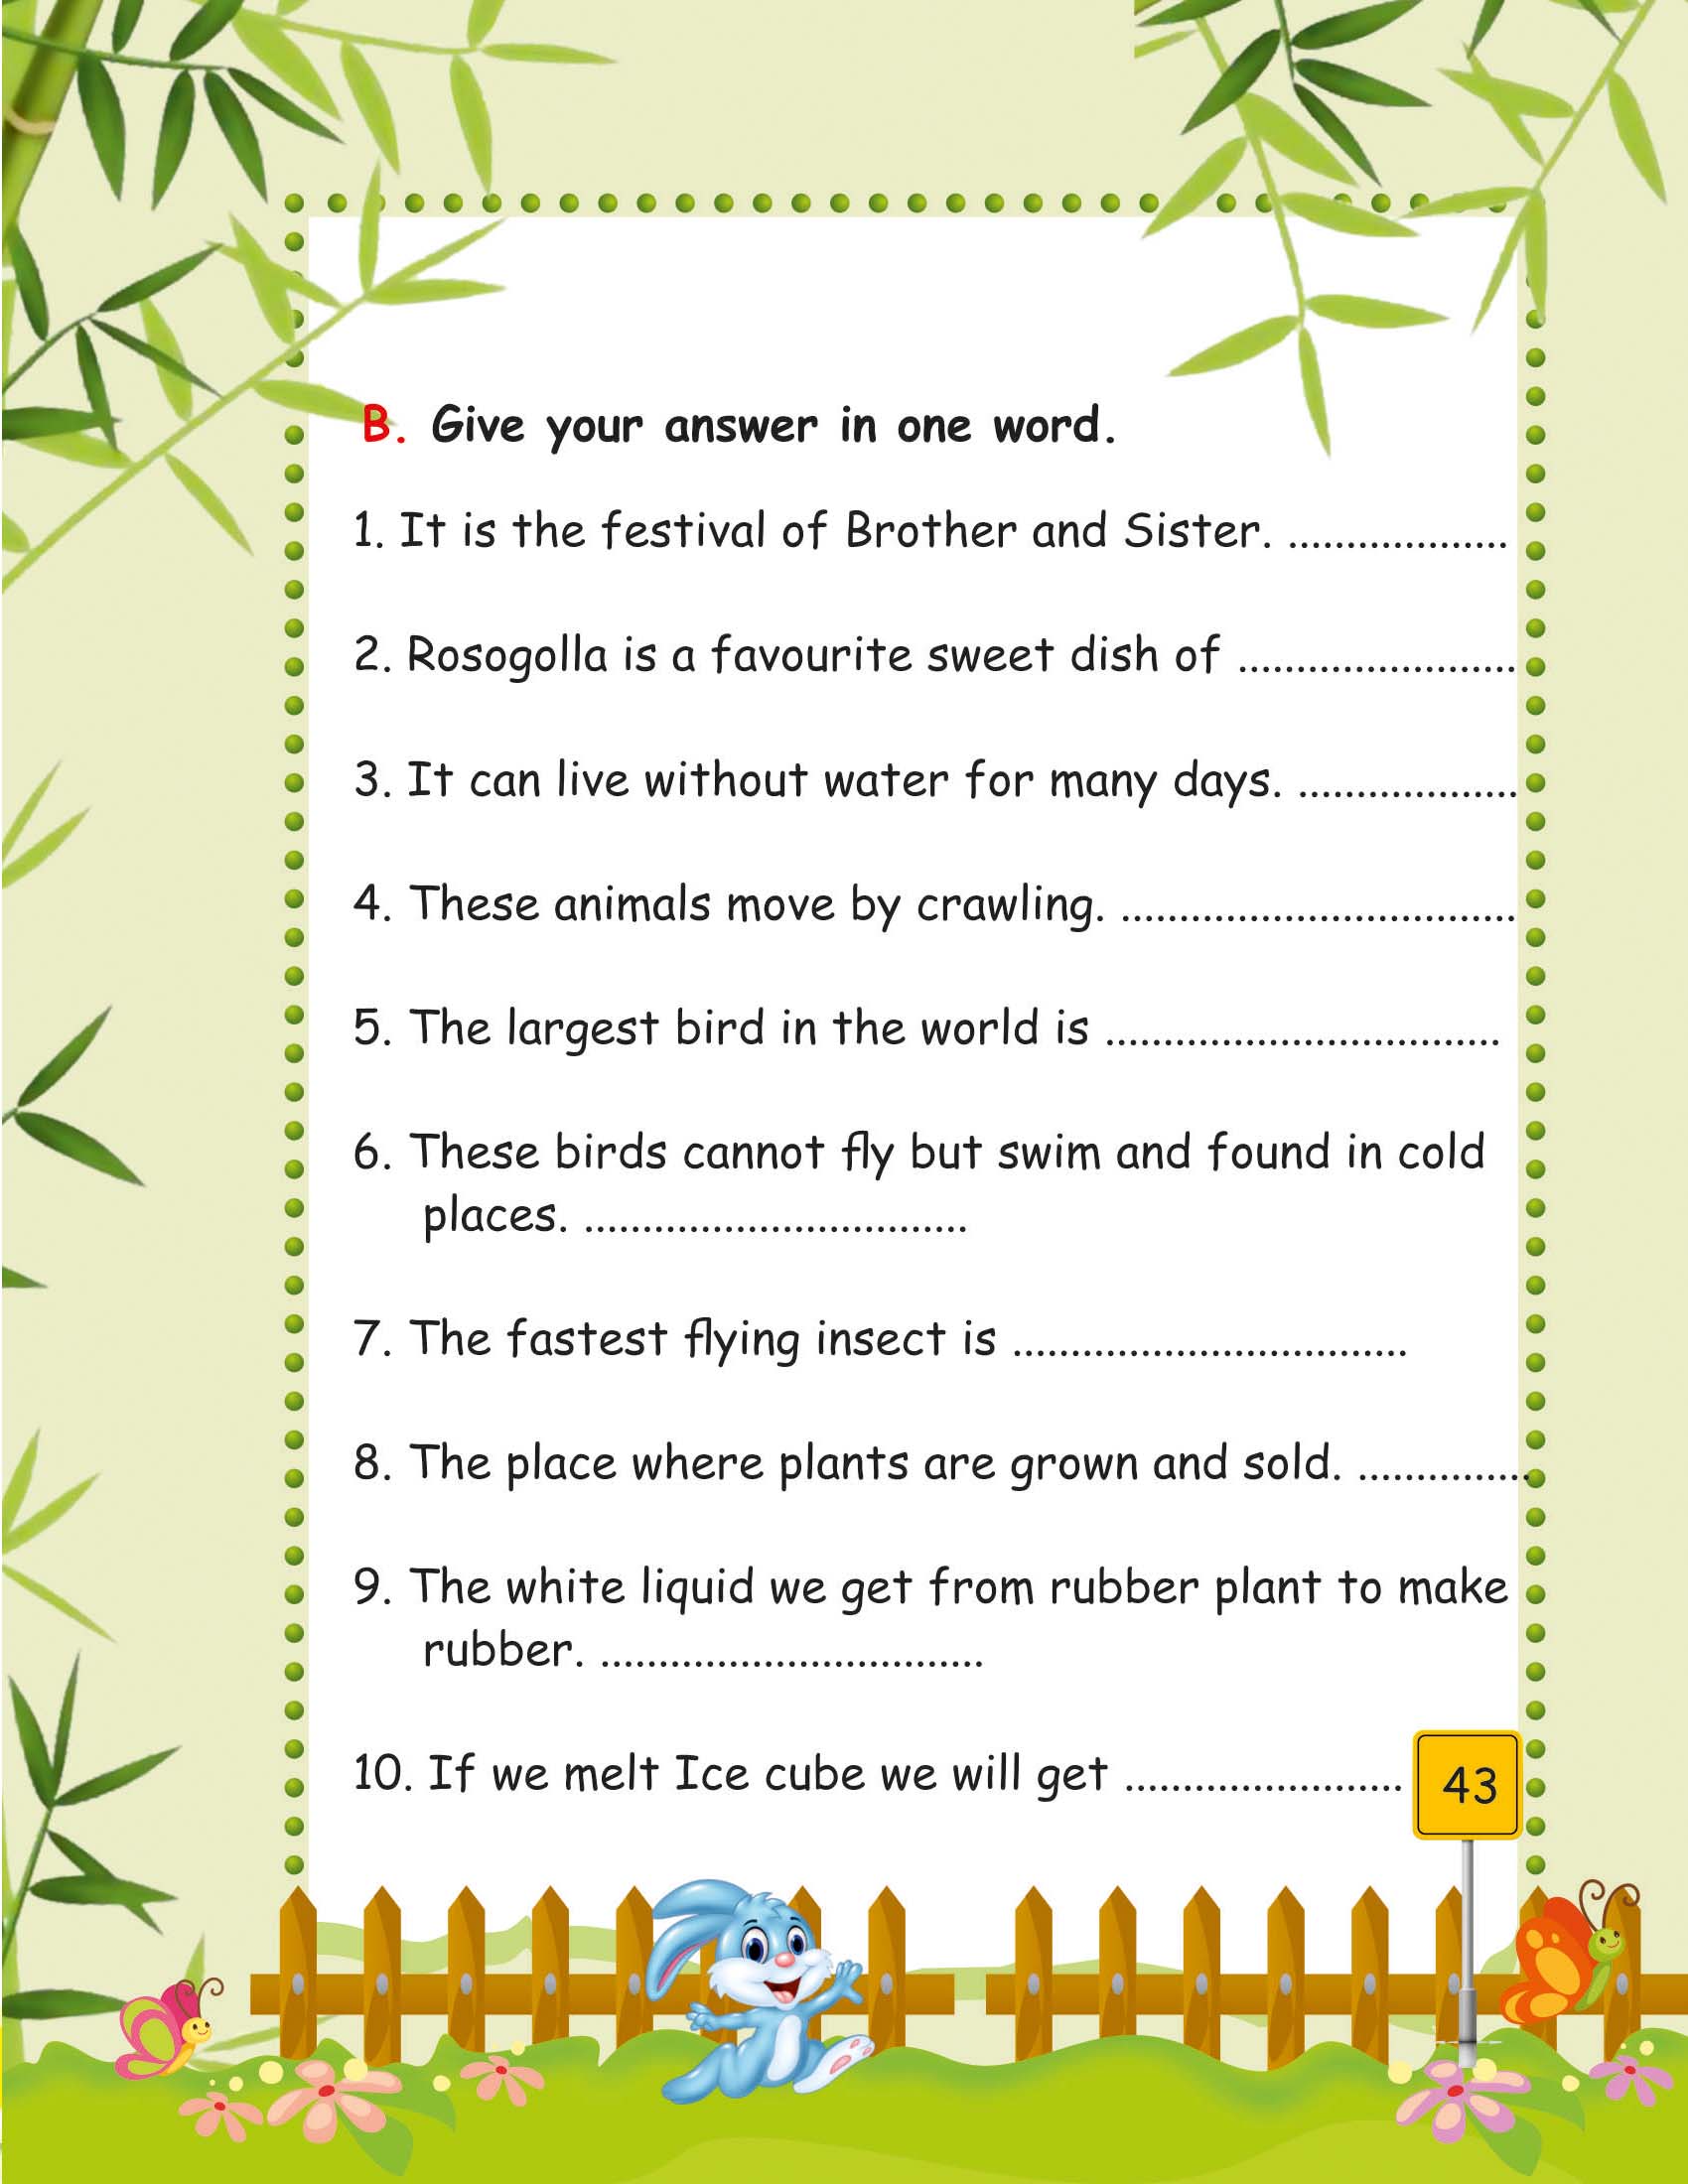 B. Give your answer in one word.
1. It is the festival of Brother and Sister. ...................
2. Rosogolla is a favourite sweet dish of ........................
3. It can live without water for many days. ...................
4. These animals move by crawling. ..................................
5. The largest bird in the world is ..................................
6. These birds cannot fly but swim and found in cold
places. .................................
7. The fastest flying insect is ..................................
8. The place where plants are grown and sold. ...............
9. The white liquid we get from rubber plant to make
rubber. .................................
10. If we melt Ice cube we will get ........................
43